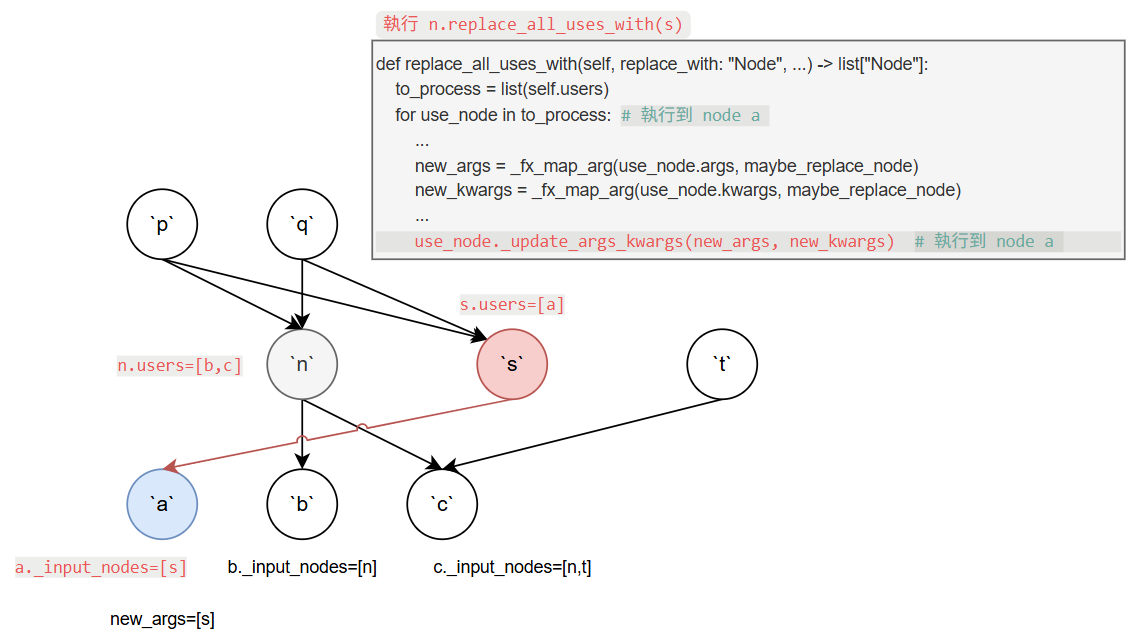 執行 n.replace_all_uses_with(s)
def replace_all_uses_with(self, replace_with: "Node", ...) -> list["Node"]:
to_process = list(self.users)
for use_node in to_process: # 執行到 node a
...
new_args = _fx_map_arg(use_node.args, maybe_replace_node)
new_kwargs = _fx_map_arg(use_node.kwargs, maybe_replace_node)
...
use_node._update_args_kwargs(new_args, new_kwargs) # 執行到 node a
`p`
`q`
s.users=[a]
n.users=[b,c]
`n`
`s`
`t`
`a`
`b`
`c`
a._input_nodes=[s]
b._input_nodes=[n]
c._input_nodes=[n,t]
new_args=[s]